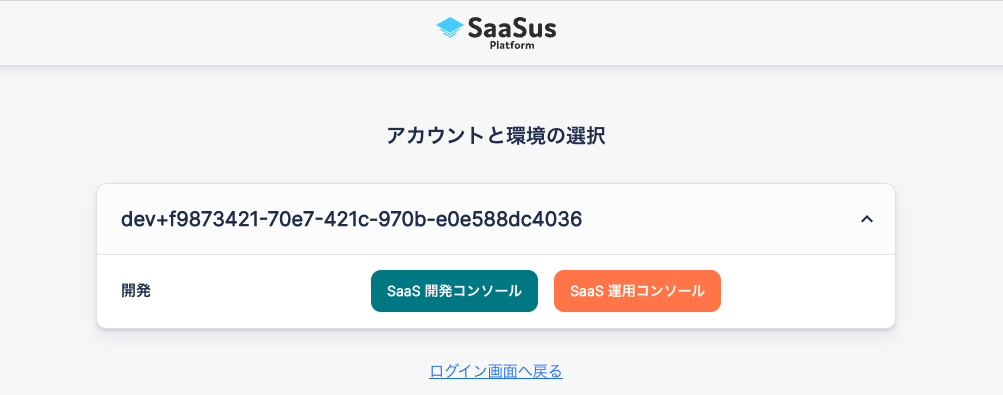 SaaSus
Platform
アカウントと環境の選択
dev+f9873421-70e7-421c-970b-e0e588dc4036
開発
SaaS 開発コンソール
SaaS 運用コンソール
ログイン画面へ戻る